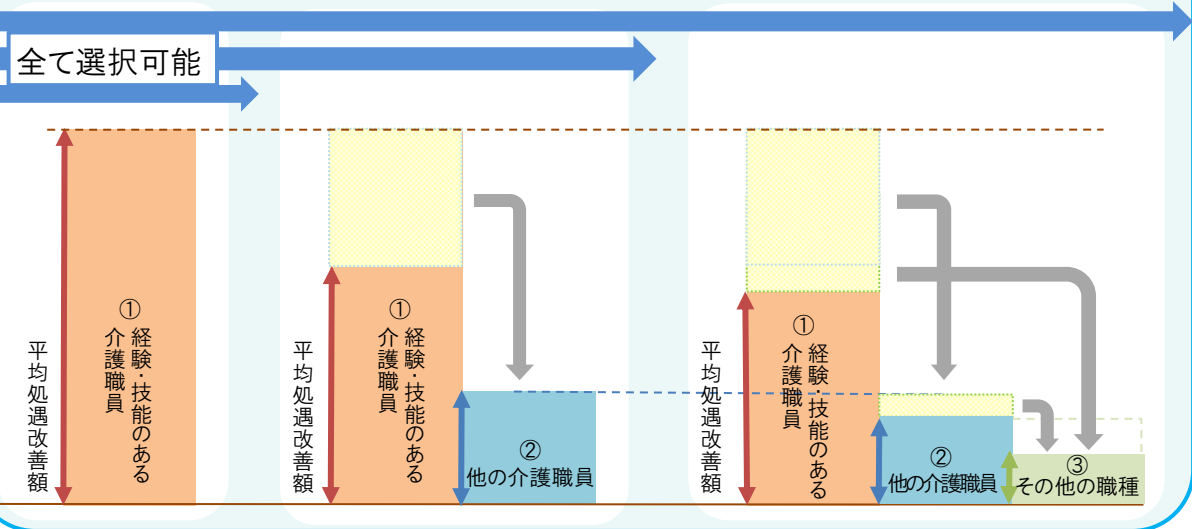 全て選択可能
平均処遇改善額
①
経験・技能のある
介護職員
平均処遇改善額
①
経験・技能のある
介護職員
②
他の介護職員
平均処遇改善額
①
経験・技能のある
介護職員
②
他の介護職員
③
その他の職種